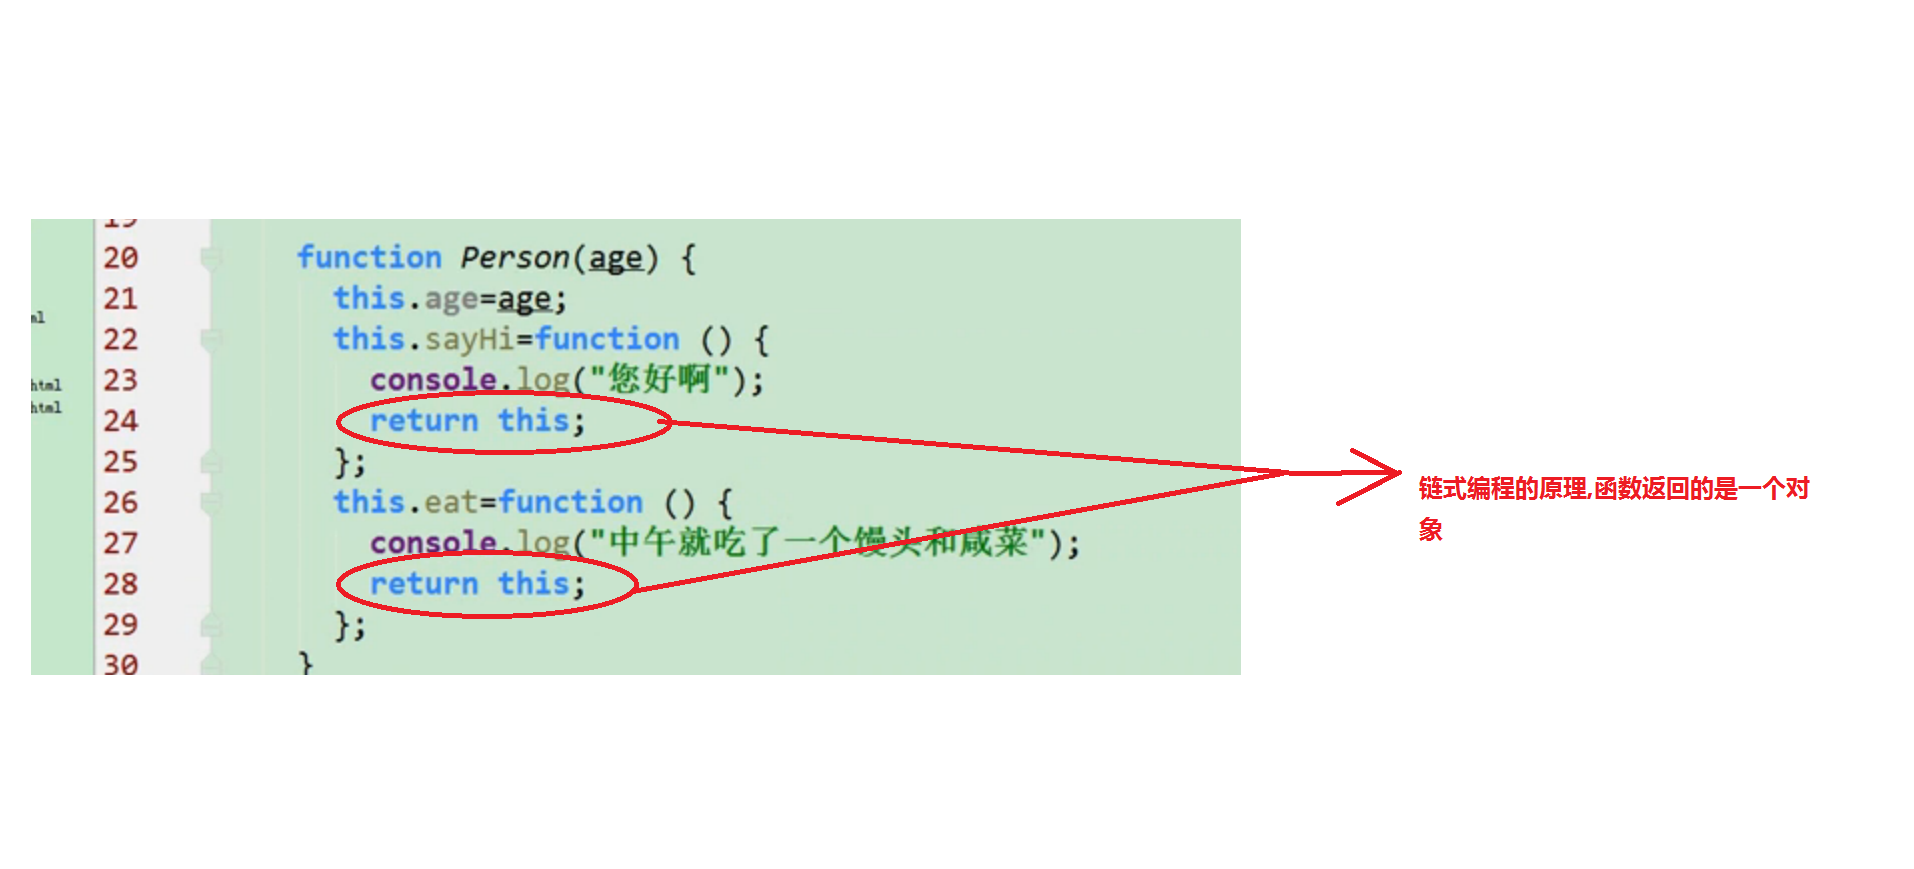 ml
html
html
20 function Person(age) {
21 this.age=age;
22 this.sayHi=function () {
23 console.log("您好啊");
24 return this;
25 };
26 this.eat=function () {
27 console.log("中午就吃了一个馒头和咸菜");
28 return this;
29 };
30 }
链式编程的原理,函数返回的是一个对
象